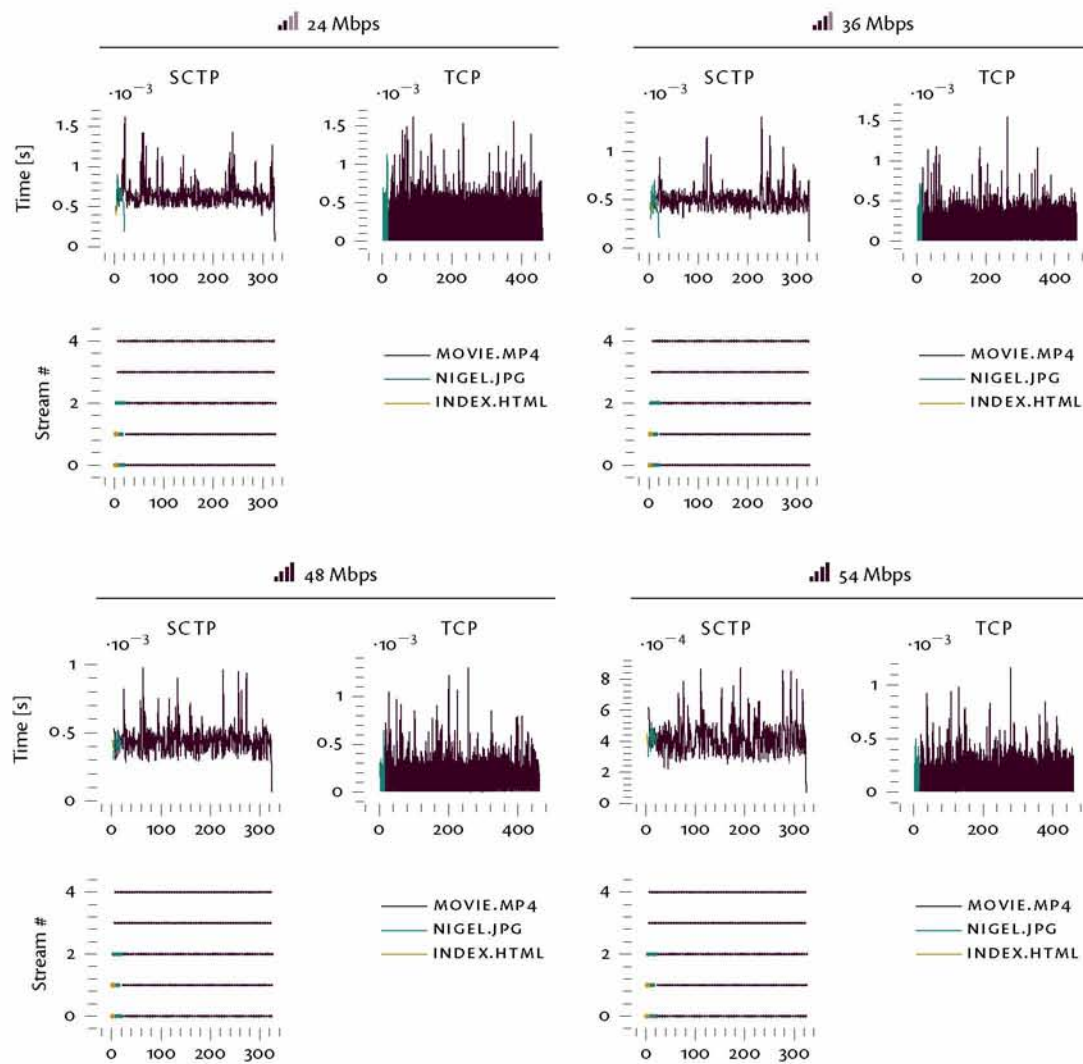 24 Mbps
36 Mbps
SCTP
TCP
SCTP
TCP
·10−3
·10−3
·10−3
·10−3
Time [s]
1.5
1
0.5
0
1.5
1
0.5
0
1.5
1
0.5
0
1.5
1
0.5
0
0 100 200 300
0 200 400
0 100 200 300
0 200 400
Stream #
4
2
0
4
2
0
MOVIE.MP4
NIGEL.JPG
INDEX.HTML
MOVIE.MP4
NIGEL.JPG
INDEX.HTML
0 100 200 300
0 100 200 300
48 Mbps
54 Mbps
SCTP
TCP
SCTP
TCP
·10−3
·10−3
·10−4
·10−3
Time [s]
1
0.5
0
1
0.5
0
8
6
4
2
0
1
0.5
0
0 100 200 300
0 200 400
0 100 200 300
0 200 400
Stream #
4
2
0
4
2
0
MOVIE.MP4
NIGEL.JPG
INDEX.HTML
MOVIE.MP4
NIGEL.JPG
INDEX.HTML
0 100 200 300
0 100 200 300